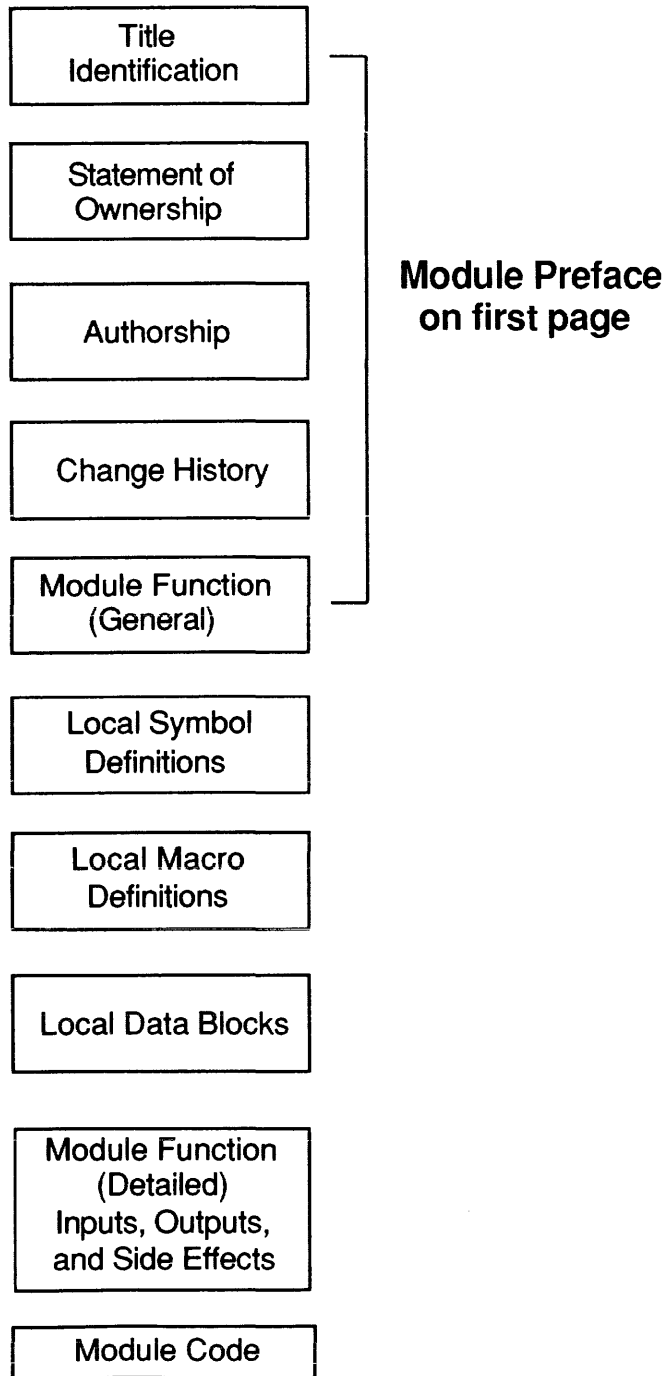 Title
Identification
Statement of
Ownership
Authorship
Change History
Module Function
(General)
Module Preface
on first page
Local Symbol
Definitions
Local Macro
Definitions
Local Data Blocks
Module Function
(Detailed)
Inputs, Outputs,
and Side Effects
Module Code